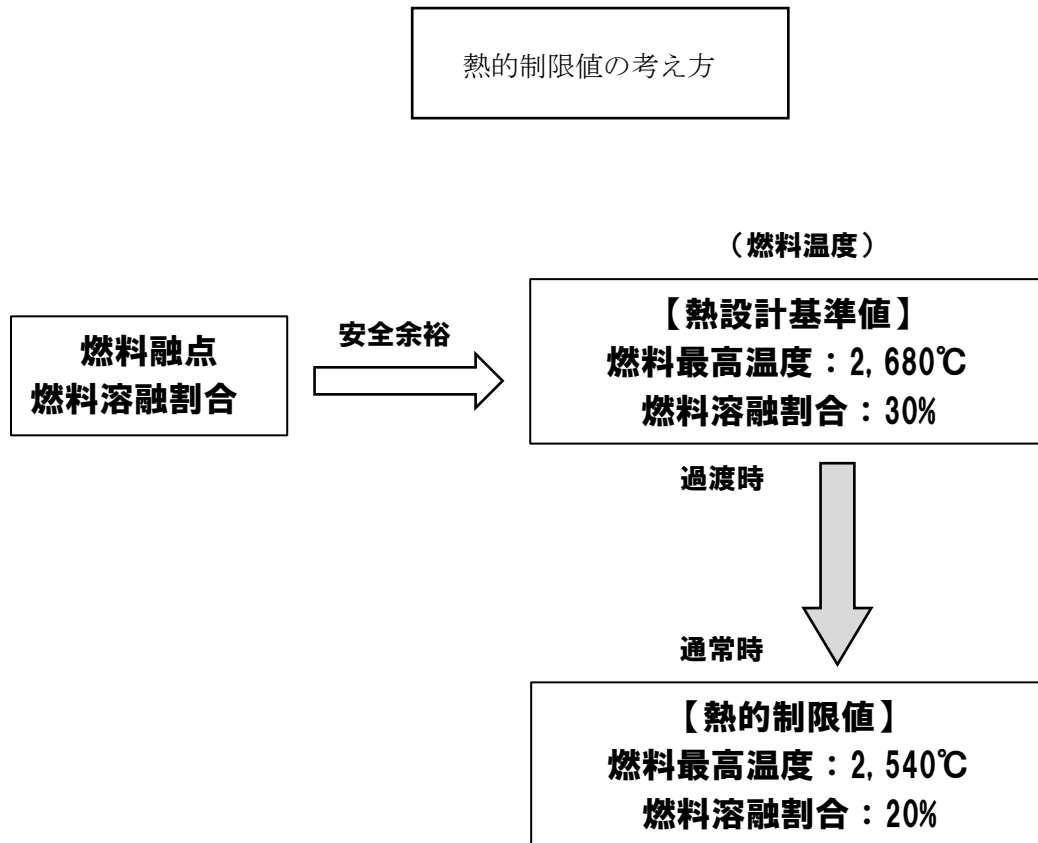 熱的制限値の考え方
（燃料温度）
燃料融点
燃料溶融割合
安全余裕
【熱設計基準値】
燃料最高温度：2,680℃
燃料溶融割合：30%
過渡時
通常時
【熱的制限値】
燃料最高温度：2,540℃
燃料溶融割合：20%